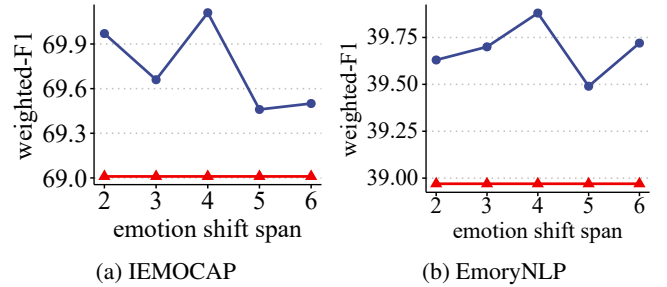 weighted-F1
69.9
69.6
69.3
69.0
2 3 4 5 6
emotion shift span
(a) IEMOCAP
weighted-F1
39.75
39.50
39.25
39.00
2 3 4 5 6
emotion shift span
(b) EmoryNLP